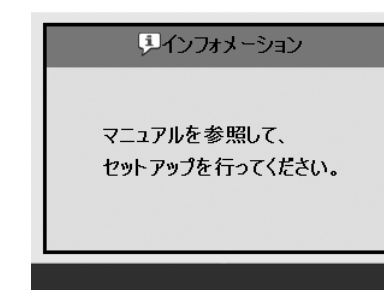 インフォメーション
マニュアルを参照して、
セットアップを行ってください。